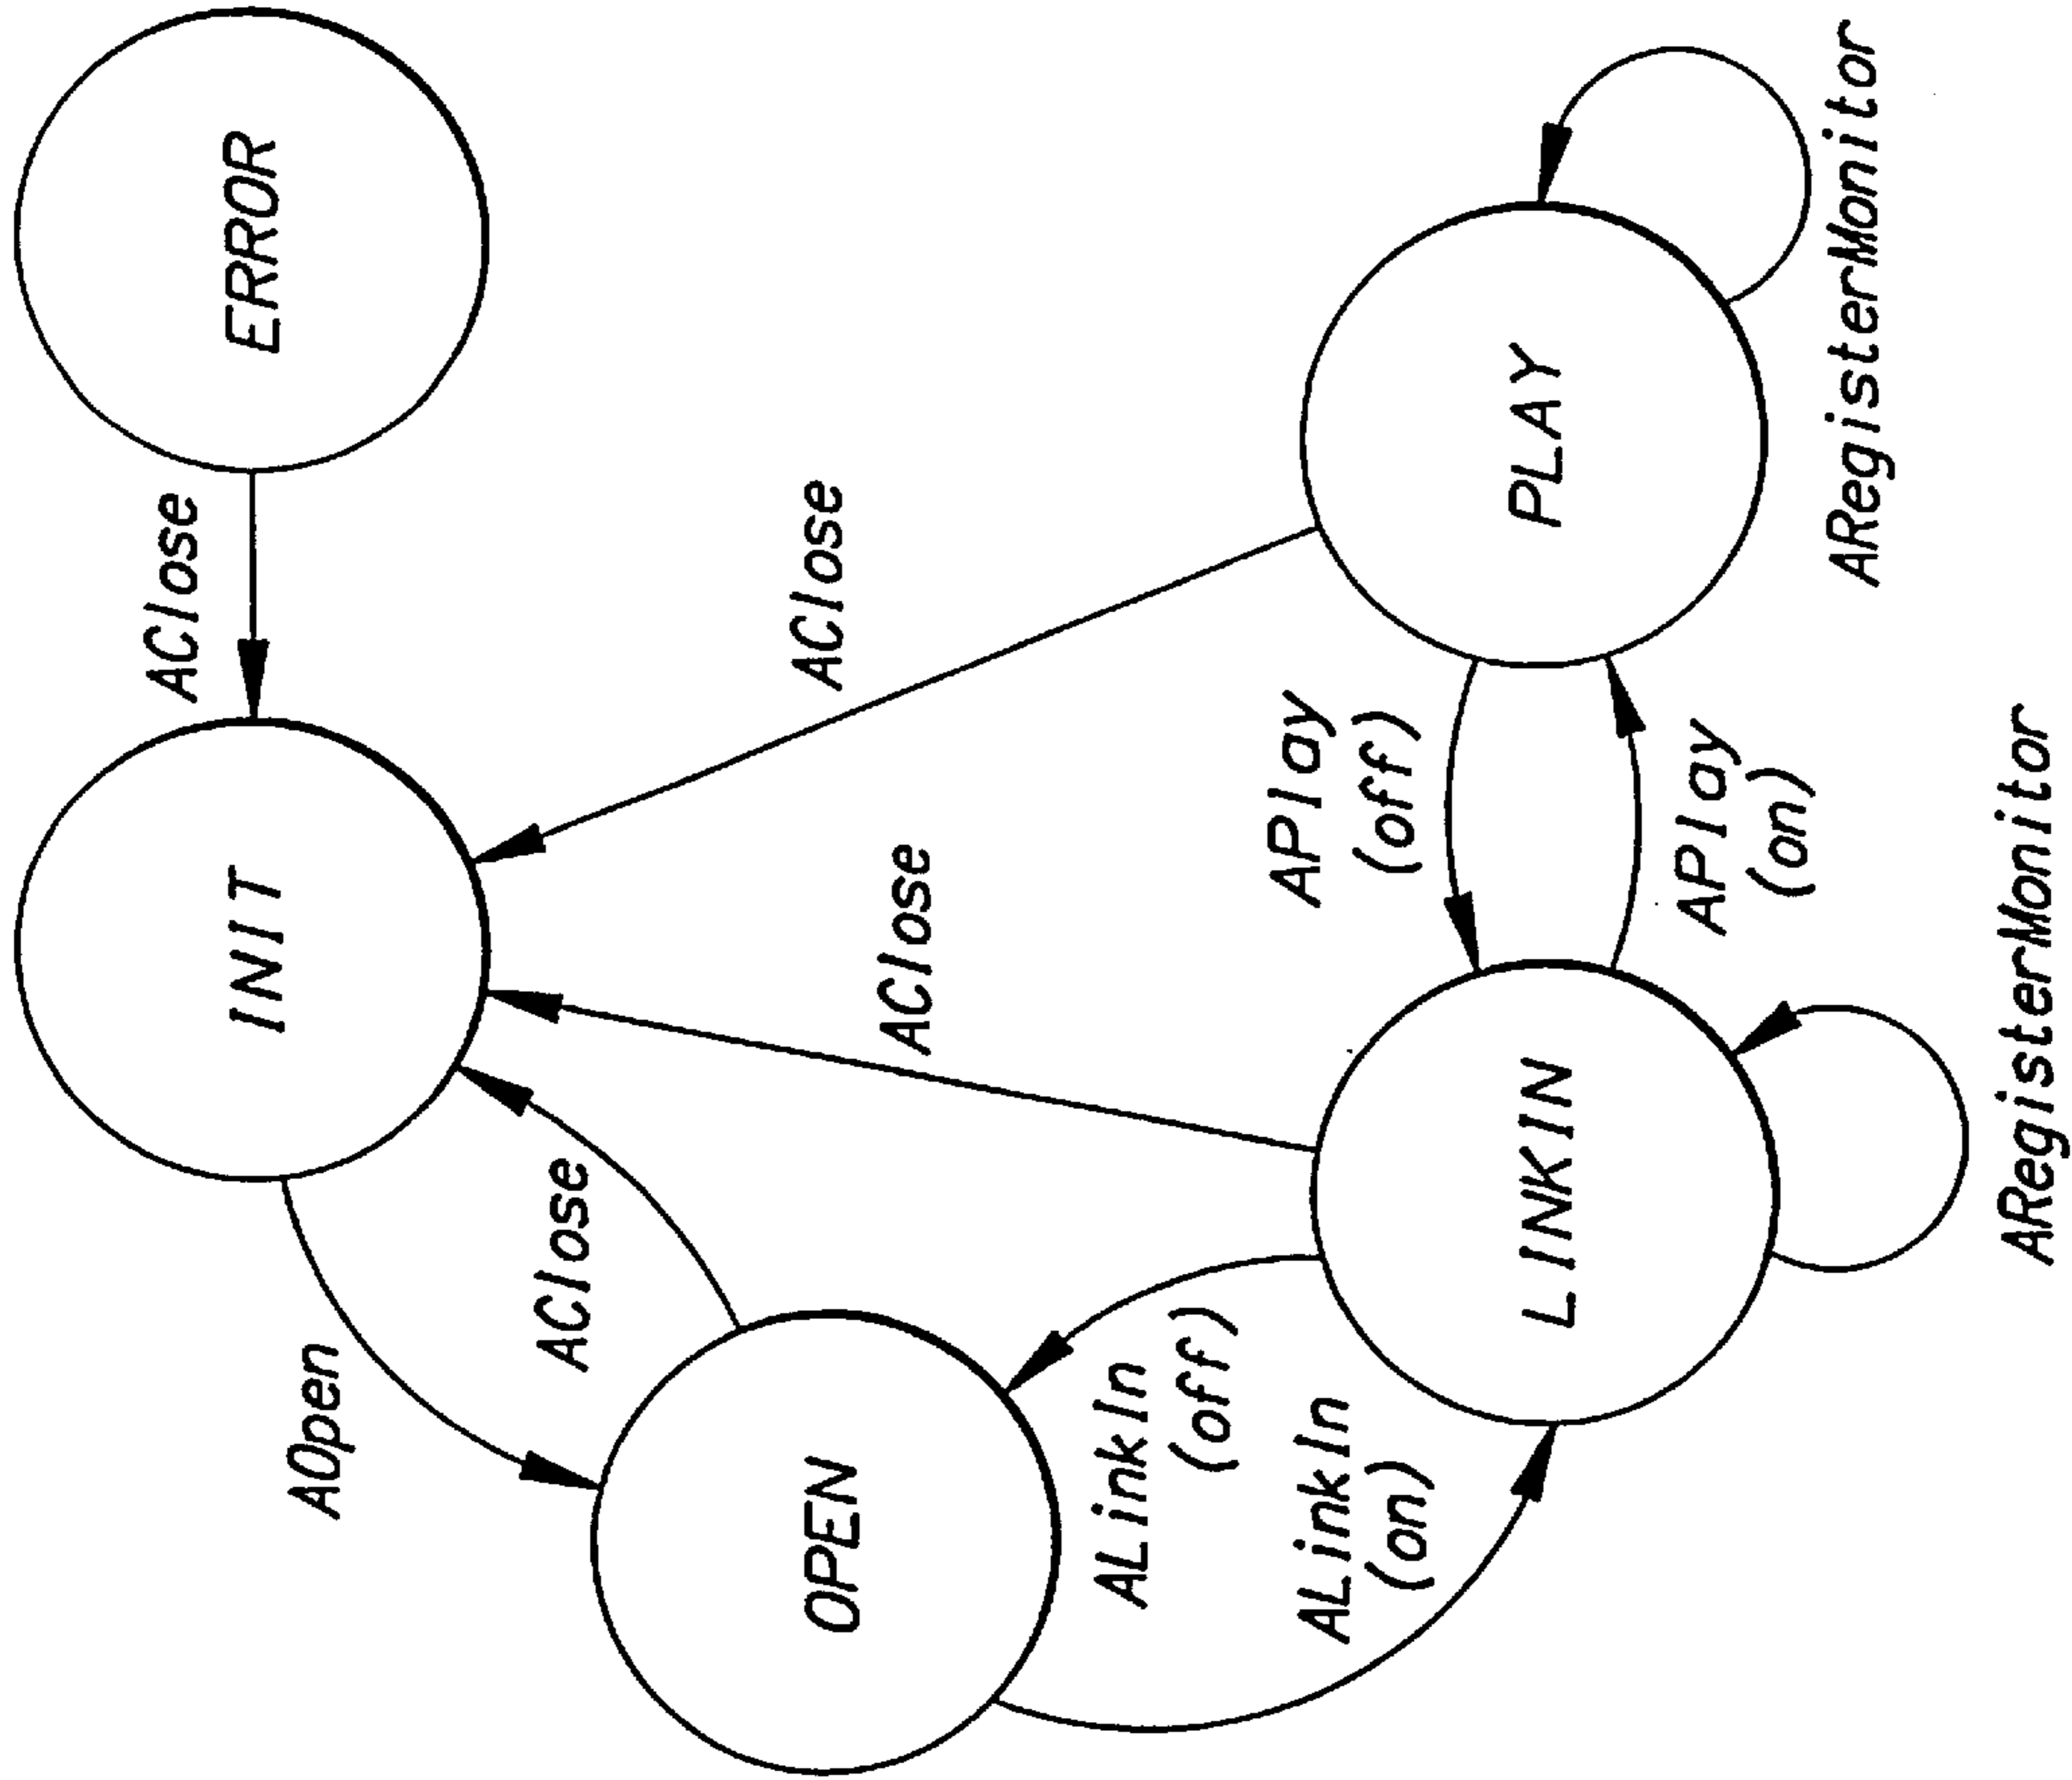 AClose
INIT
ERROR
AOpen
AClose
OPEN
AClose
AClose
ALinkIn
(off)
ALinkIn
(on)
APlay
(off)
LINKIN
PLAY
APlay
(on)
ARegisterMonitor
ARegisterMonitor